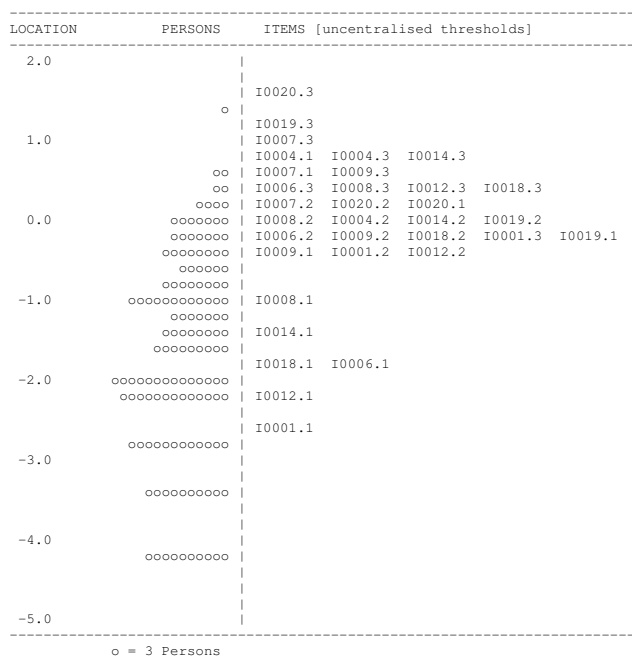 LOCATION PERSONS ITEMS [uncentralised thresholds]
2.0 |
|
| I0020.3
o |
| I0019.3
1.0 | I0007.3
| I0004.1 I0004.3 I0014.3
oo | I0007.1 I0009.3
oo | I0006.3 I0008.3 I0012.3 I0018.3
oooo | I0007.2 I0020.2 I0020.1
0.0 ooooooo | I0008.2 I0004.2 I0014.2 I0019.2
ooooooo | I0006.2 I0009.2 I0018.2 I0001.3 I0019.1
oooooooo | I0009.1 I0001.2 I0012.2
oooooo |
oooooooo |
-1.0 oooooooooooo | I0008.1
ooooooo |
oooooooo | I0014.1
ooooooooo |
| I0018.1 I0006.1
-2.0 oooooooooooooo |
ooooooooooooo | I0012.1
|
| I0001.1
oooooooooooo |
-3.0 |
|
oooooooooo |
|
|
-4.0 |
oooooooooo |
|
|
-5.0 |
o = 3 Persons